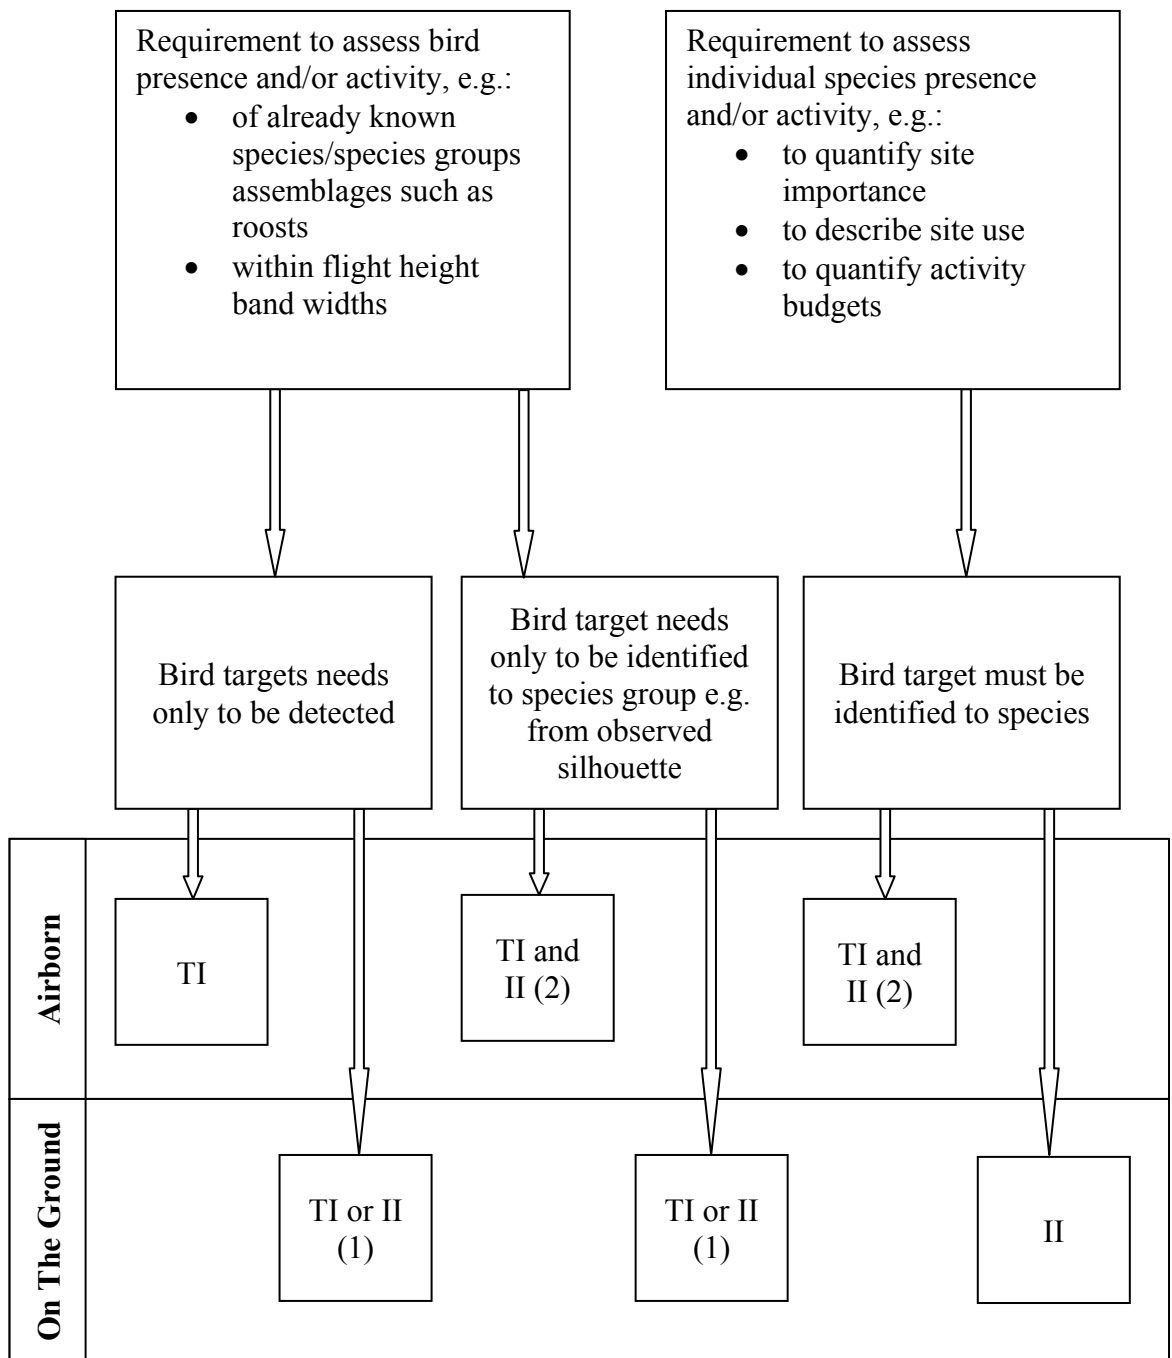 Requirement to assess bird
presence and/or activity, e.g.:
• of already known
species/species groups
assemblages such as
roosts
• within flight height
band widths
Requirement to assess
individual species presence
and/or activity, e.g.:
• to quantify site
importance
• to describe site use
• to quantify activity
budgets
Bird targets needs
only to be detected
Bird target needs
only to be identified
to species group e.g.
from observed
silhouette
Bird target must be
identified to species
Airborn
TI
TI and
II (2)
TI and
II (2)
On The Ground
TI or II
(1)
TI or II
(1)
II